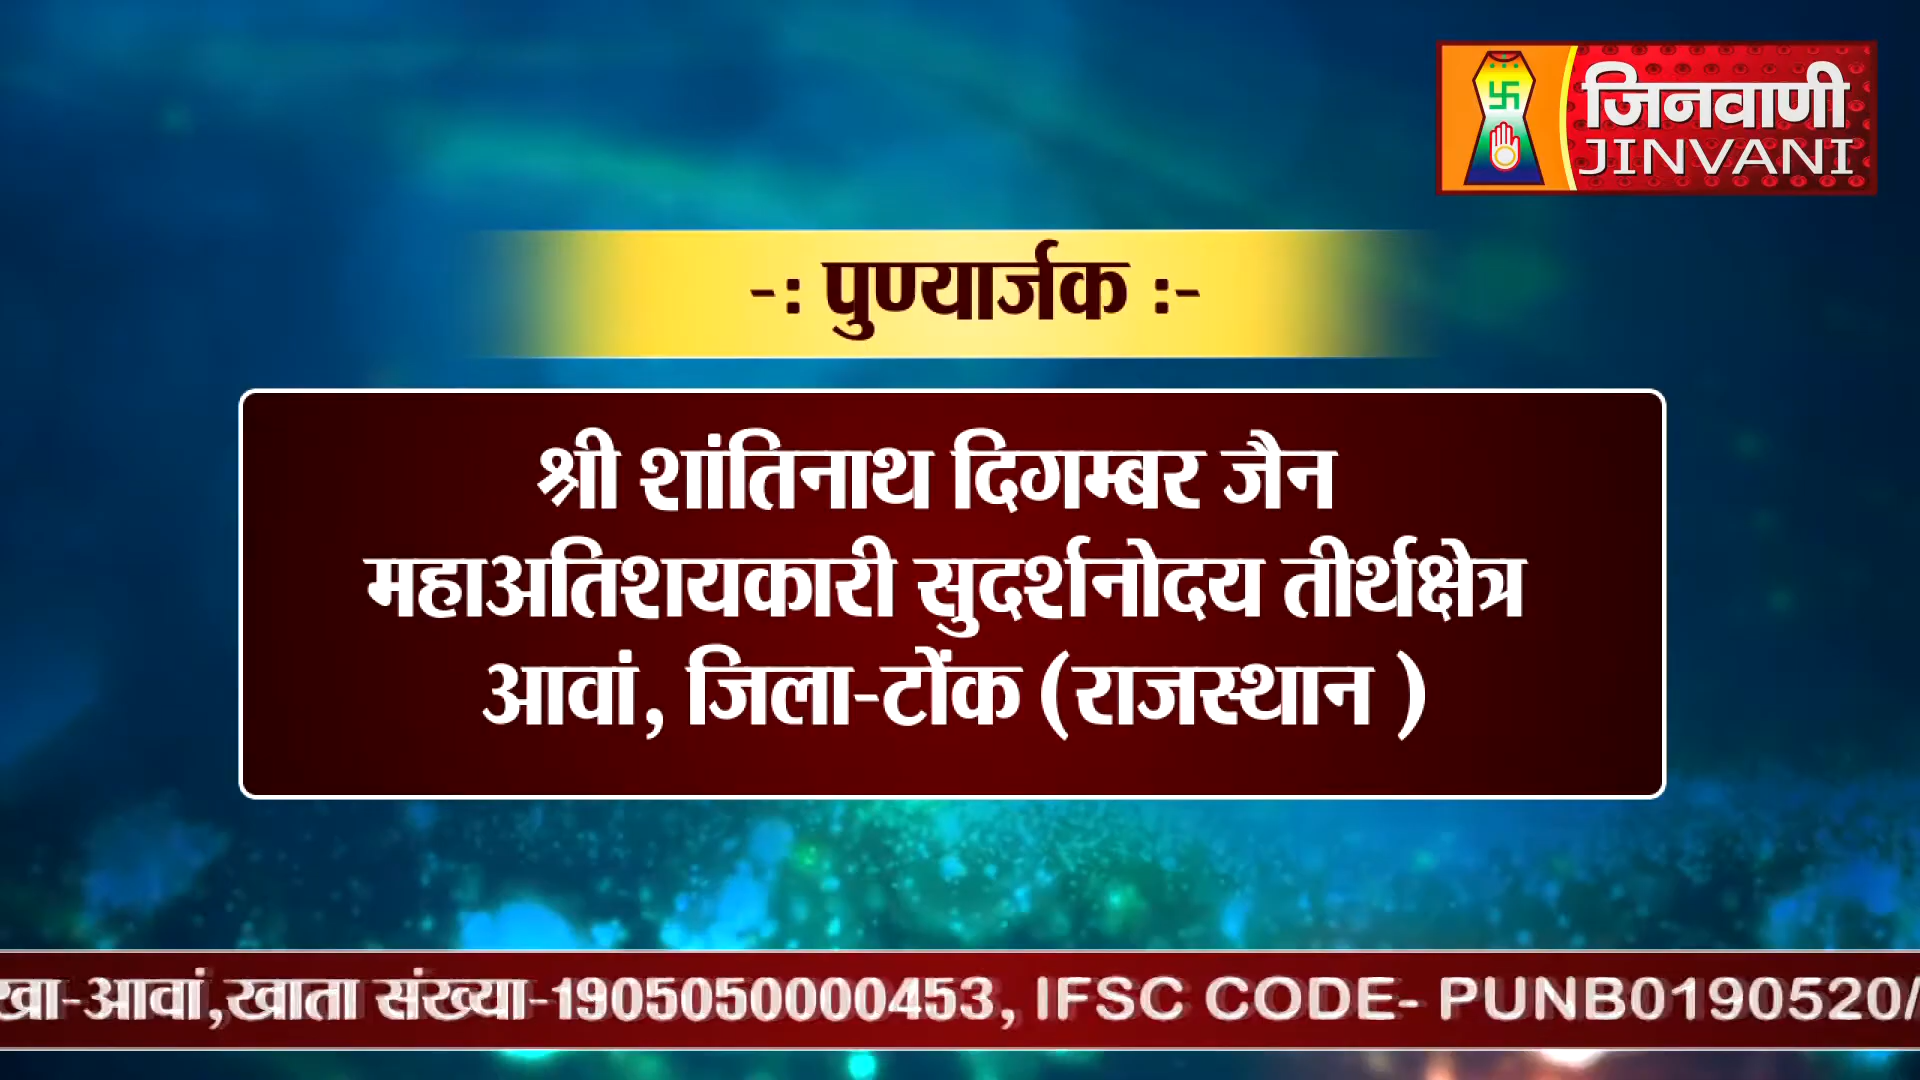 जिनवाणी
JINVANI
-: पुण्यार्जक :-
श्री शांतिनाथ दिगम्बर जैन
महाअतिशयकारी सुदर्शनोदय तीर्थक्षेत्र
आवां, जिला-टोंक (राजस्थान )
खा-आवां,खाता संख्या-1905050000453, IFSC CODE- PUNB0190520/